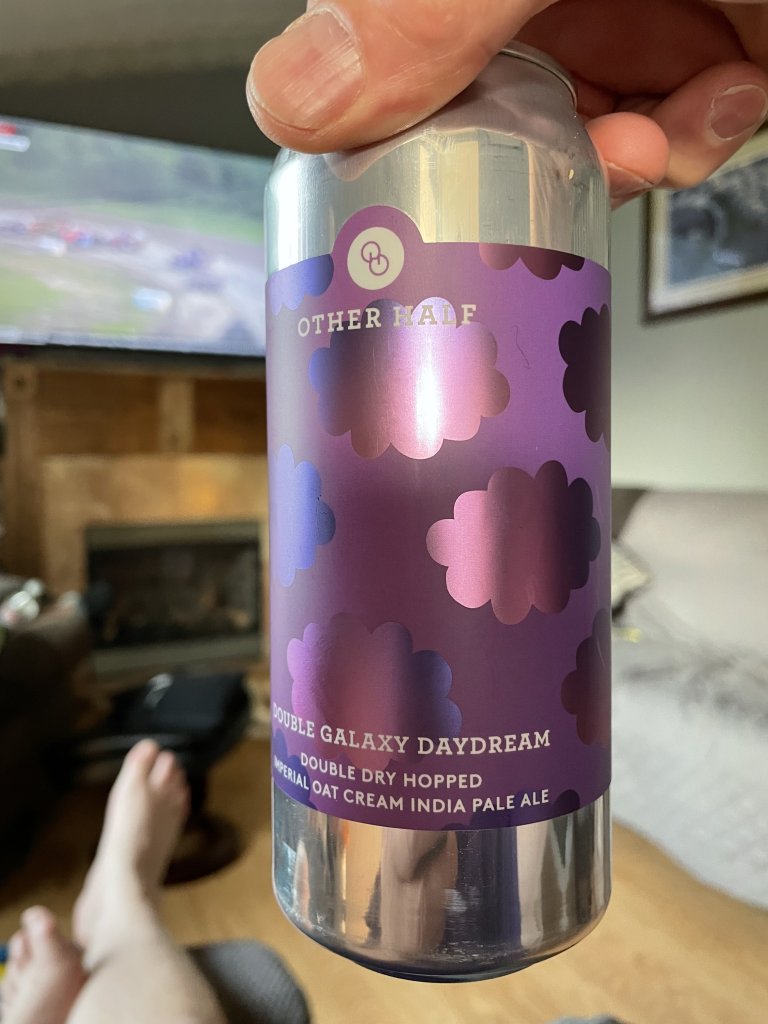 OTHER HALF
DOUBLE GALAXY DAYDREAM
DOUBLE DRY HOPPED
IMPERIAL OAT CREAM INDIA PALE ALE